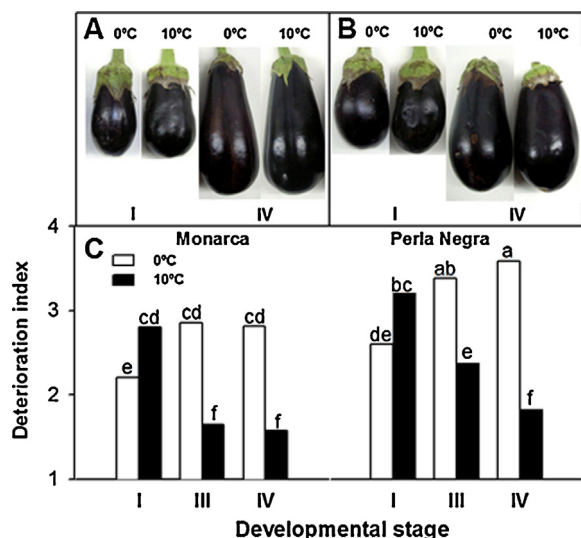 A 0ºC 10ºC 0ºC 10ºC
I IV
B 0ºC 10ºC 0ºC 10ºC
I IV
C Monarca Perla Negra
0ºC
10ºC
Deterioration index
4
3
2
1
e cd cd f cd f
de bc ab e a f
I III IV I III IV
Developmental stage